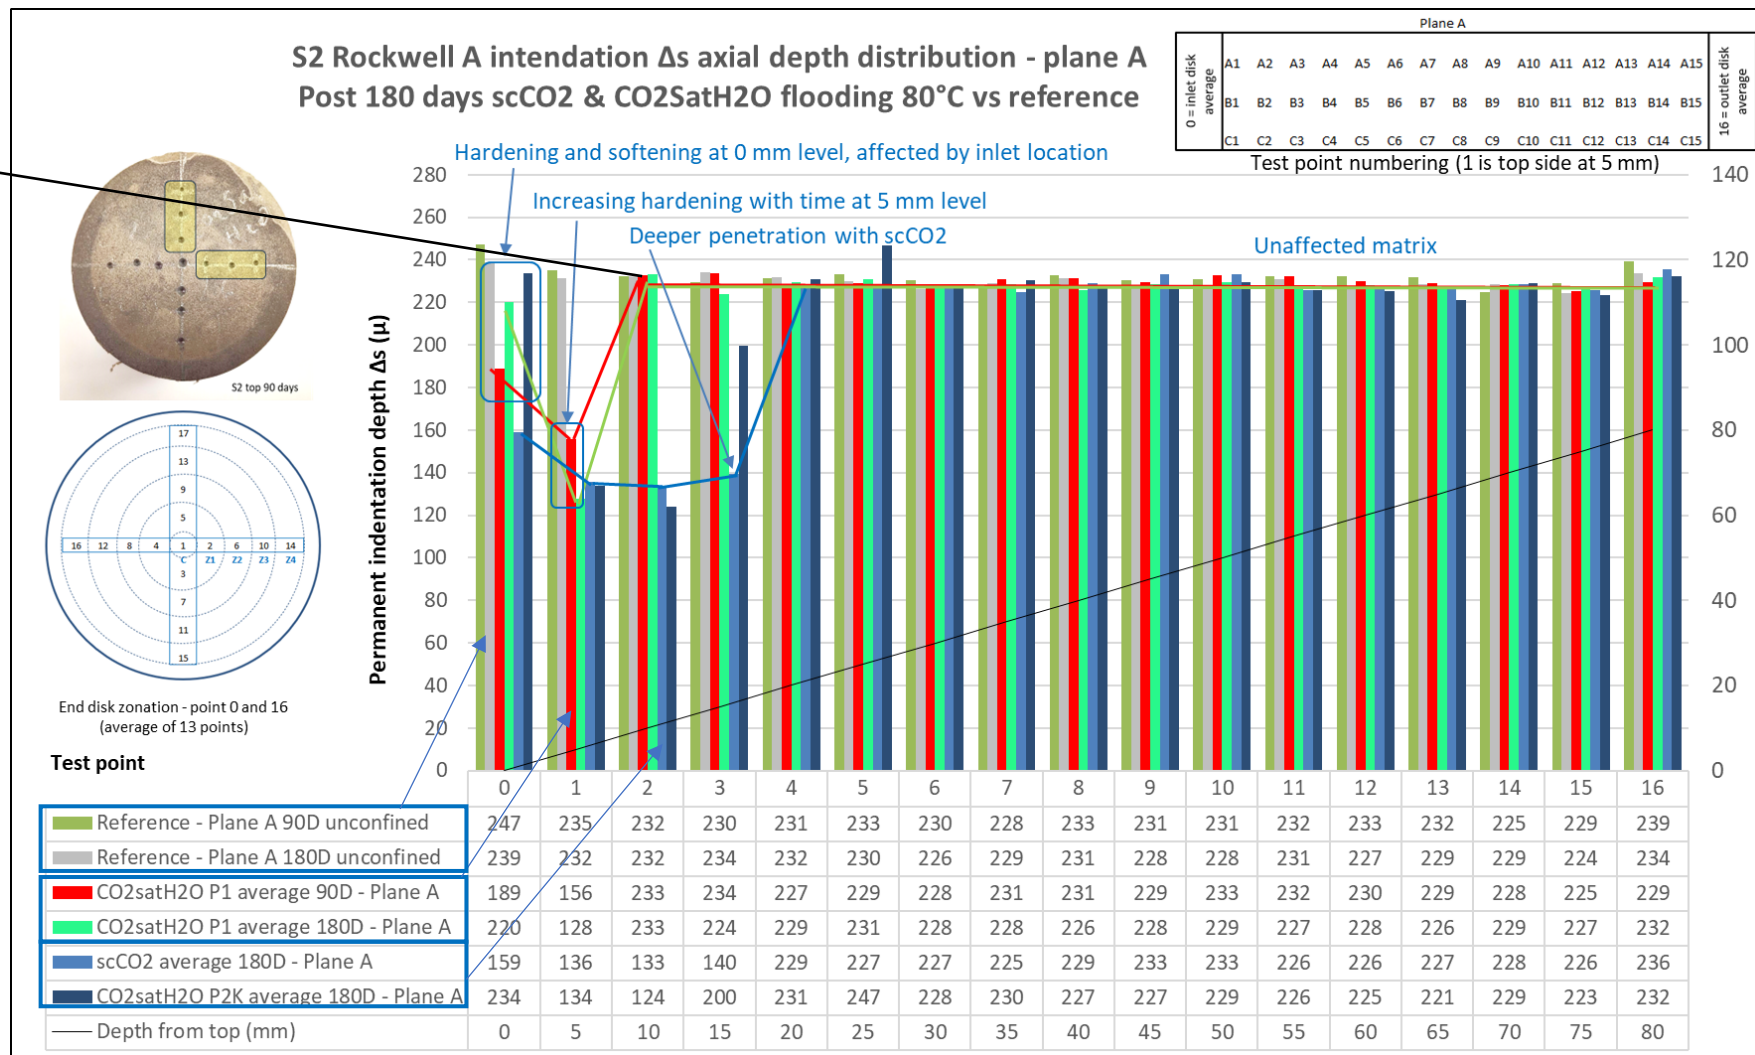 S2 Rockwell A intendation Δs axial depth distribution - plane A
Post 180 days scCO2 & CO2SatH2O flooding 80°C vs reference
Plane A
0 = inlet disk average
A1 A2 A3 A4 A5 A6 A7 A8 A9 A10 A11 A12 A13 A14 A15
B1 B2 B3 B4 B5 B6 B7 B8 B9 B10 B11 B12 B13 B14 B15
C1 C2 C3 C4 C5 C6 C7 C8 C9 C10 C11 C12 C13 C14 C15
16 = outlet disk average
Test point numbering (1 is top side at 5 mm)
Hardening and softening at 0 mm level, affected by inlet location
Increasing hardening with time at 5 mm level
Deeper penetration with scCO2
Unaffected matrix
S2 top 90 days
17
13
9
5
16 12 8 4 1 2 6 10 14
C Z1 Z2 Z3 Z4
3
7
11
15
End disk zonation - point 0 and 16
(average of 13 points)
Permanent indentation depth Δs (μ)
280
260
240
220
200
180
160
140
120
100
80
60
40
20
0
140
120
100
80
60
40
20
0
Test point
0 1 2 3 4 5 6 7 8 9 10 11 12 13 14 15 16
Reference - Plane A 90D unconfined 247 235 232 230 231 233 230 228 233 231 231 232 233 232 225 229 239
Reference - Plane A 180D unconfined 239 232 232 234 232 230 226 229 231 228 228 231 227 229 229 224 234
CO2satH2O P1 average 90D - Plane A 189 156 233 234 227 229 228 231 231 229 233 232 230 229 228 225 229
CO2satH2O P1 average 180D - Plane A 220 128 233 224 229 231 228 228 226 228 229 227 228 226 229 227 232
scCO2 average 180D - Plane A 159 136 133 140 229 227 227 225 229 233 233 226 226 227 228 226 236
CO2satH2O P2K average 180D - Plane A 234 134 124 200 231 247 228 230 227 227 229 226 225 221 229 223 232
Depth from top (mm) 0 5 10 15 20 25 30 35 40 45 50 55 60 65 70 75 80